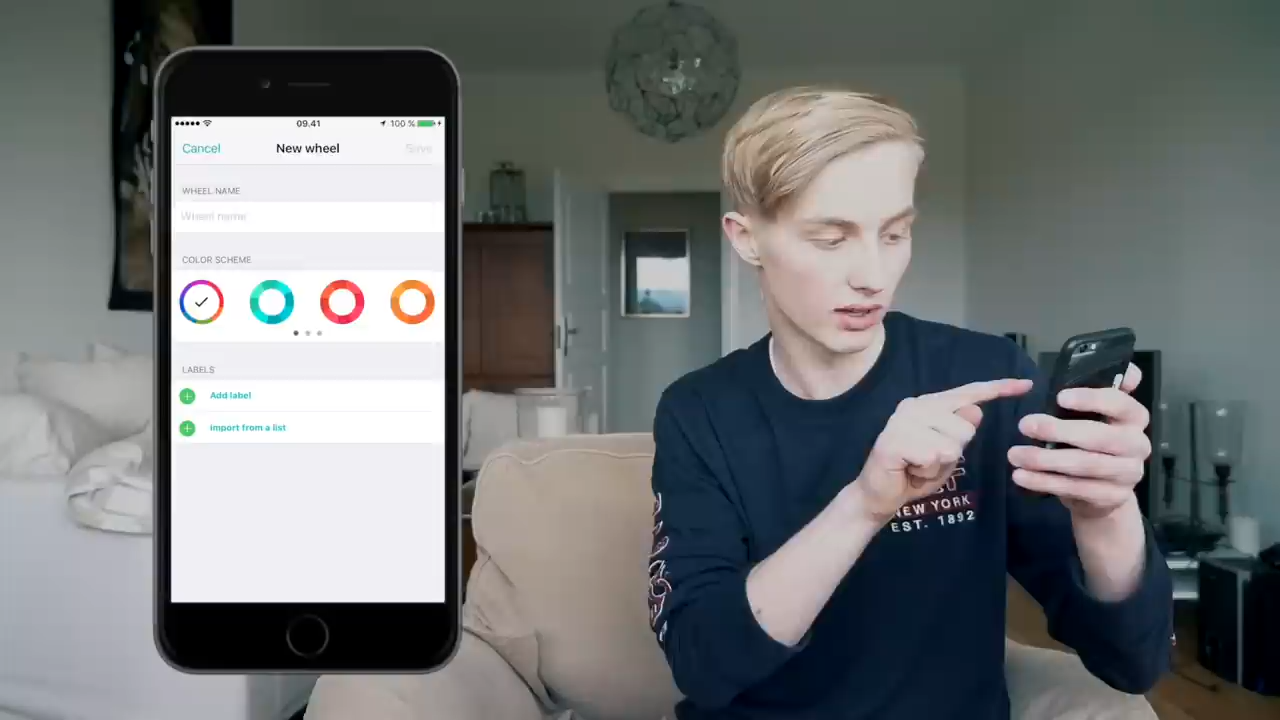 09.41
100 %
Cancel
New wheel
Save
WHEEL NAME
Wheel name
COLOR SCHEME
LABELS
Add label
Import from a list
NEW YORK
EST. 1892